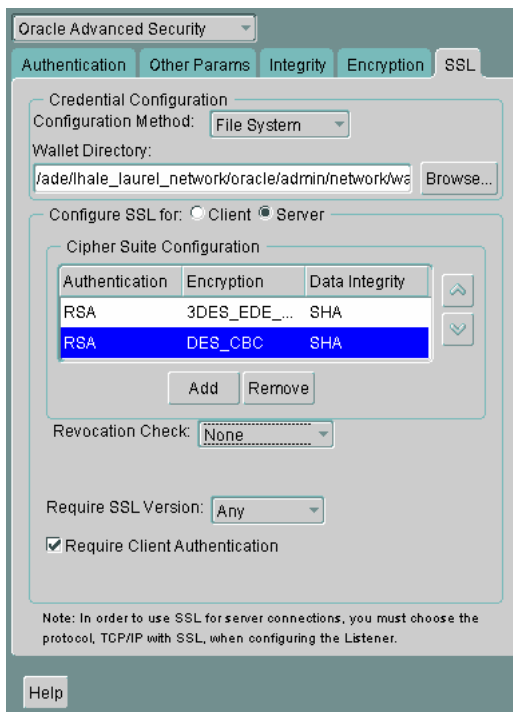 Oracle Advanced Security
Authentication Other Params Integrity Encryption SSL
Credential Configuration
Configuration Method: File System
Wallet Directory:
/ade/lhale_laurel_network/oracle/admin/network/wa Browse...
Configure SSL for: Client Server
Cipher Suite Configuration
Authentication Encryption Data Integrity
RSA 3DES_EDE_... SHA
RSA DES_CBC SHA
Add Remove
Revocation Check: None
Require SSL Version: Any
Require Client Authentication
Note: In order to use SSL for server connections, you must choose the
protocol, TCP/IP with SSL, when configuring the Listener.
Help